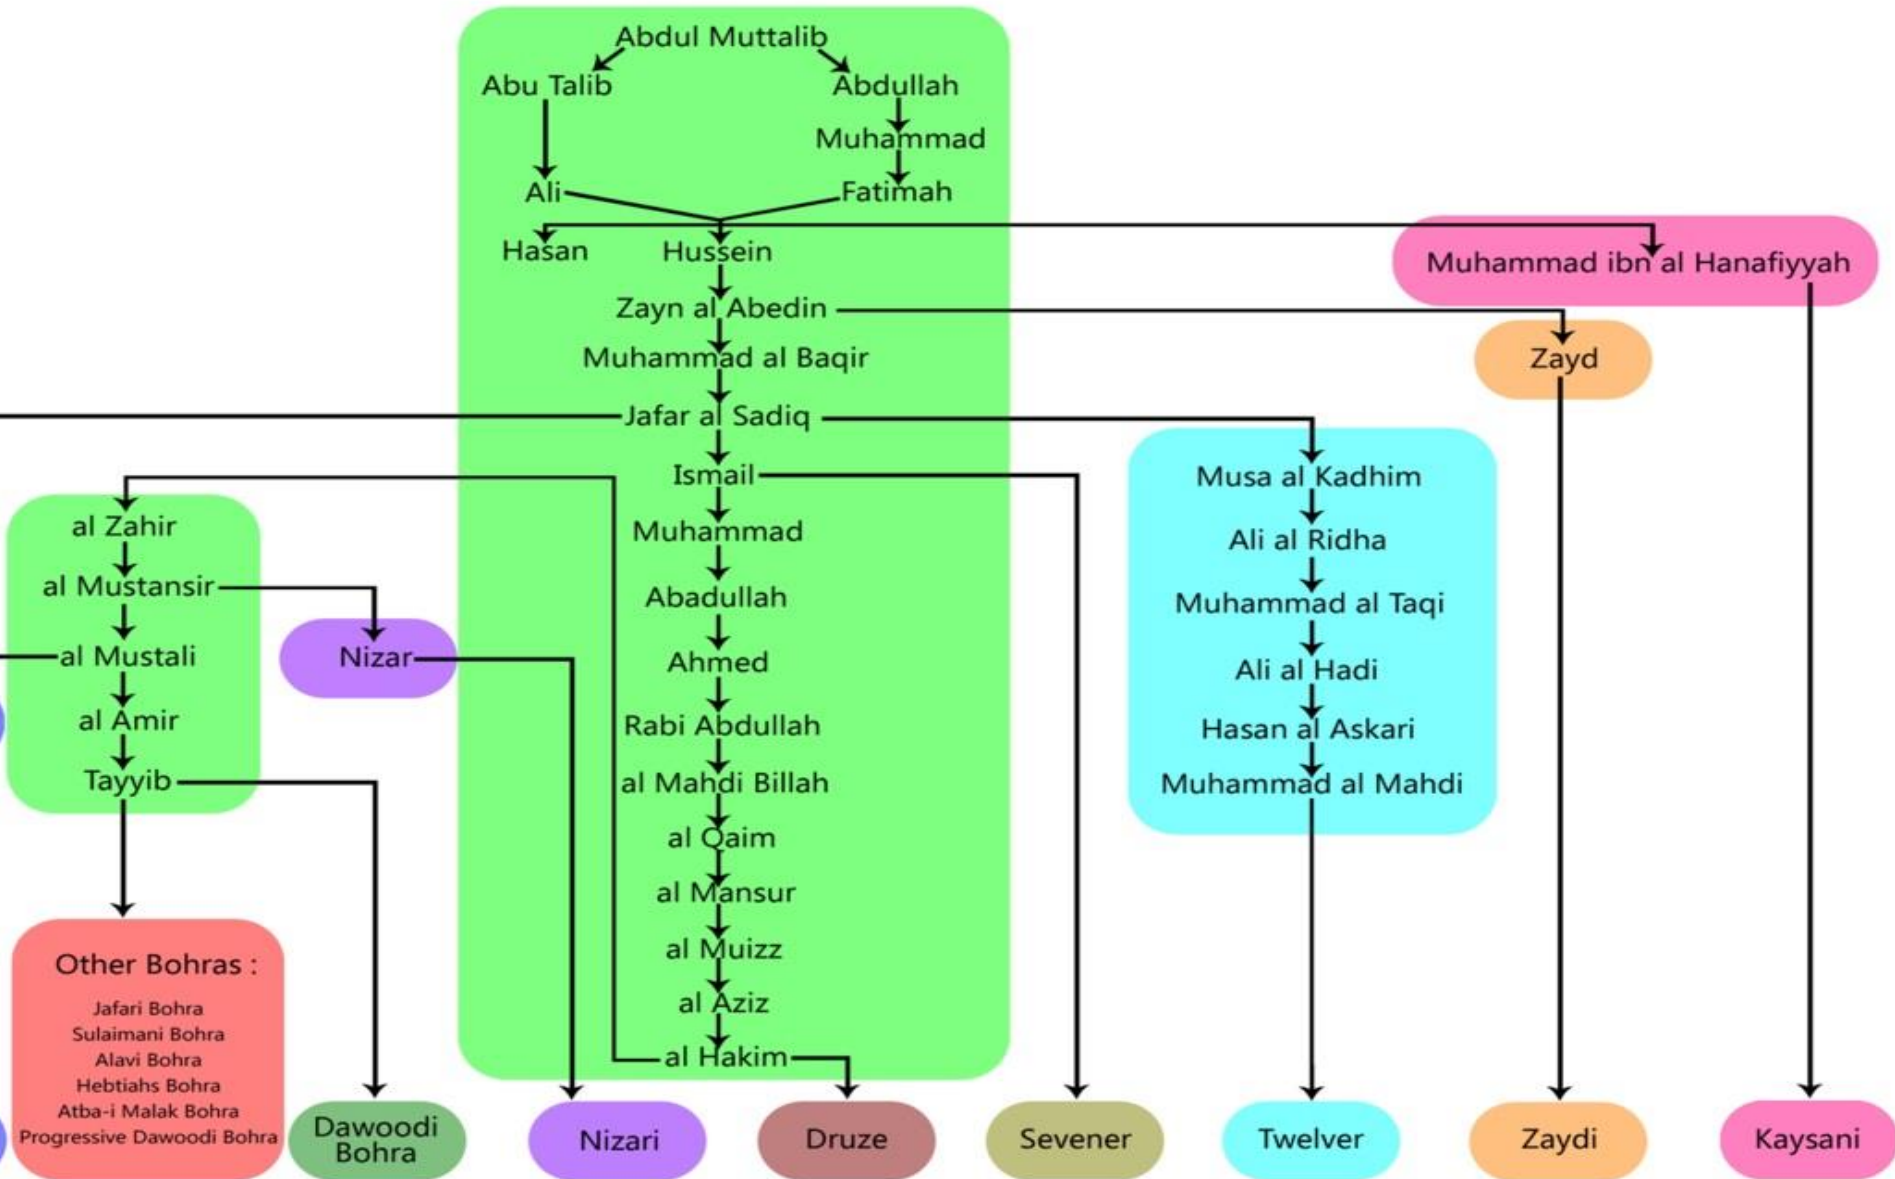 Abdul Muttalib
Abu Talib
Abdullah
Muhammad
Ali
Fatimah
Hasan
Hussein
Muhammad ibn al Hanafiyyah
Zayn al Abedin
Zayd
Muhammad al Baqir
Jafar al Sadiq
Ismail
Muhammad
Abadullah
Ahmed
Rabi Abdullah
al Mahdi Billah
al Qaim
al Mansur
al Muizz
al Aziz
al Hakim
Musa al Kadhim
Ali al Ridha
Muhammad al Taqi
Ali al Hadi
Hasan al Askari
Muhammad al Mahdi
al Zahir
al Mustansir
al Mustali
al Amir
Tayyib
Nizar
Other Bohras :
Jafari Bohra
Sulaimani Bohra
Alavi Bohra
Hebtiahs Bohra
Atba-i Malak Bohra
Progressive Dawoodi Bohra
Dawoodi
Bohra
Nizari
Druze
Sevener
Twelver
Zaydi
Kaysani